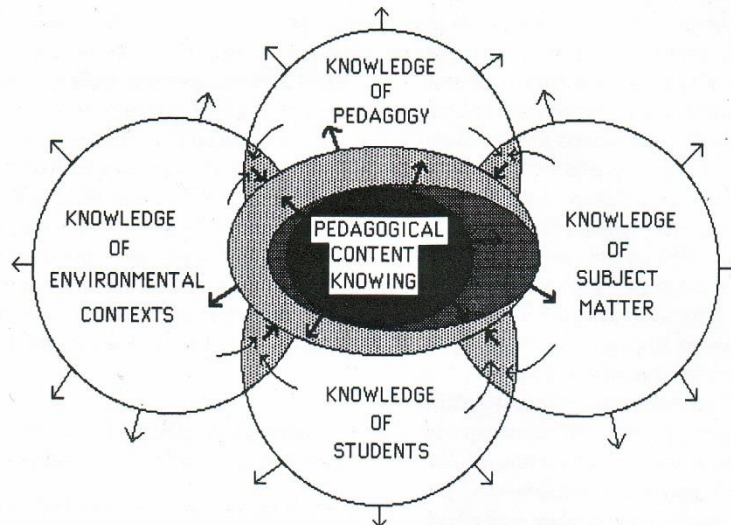 KNOWLEDGE
OF
PEDAGOGY
KNOWLEDGE
OF
ENVIRONMENTAL
CONTEXTS
PEDAGOGICAL
CONTENT
KNOWING
KNOWLEDGE
OF
SUBJECT
MATTER
KNOWLEDGE
OF
STUDENTS